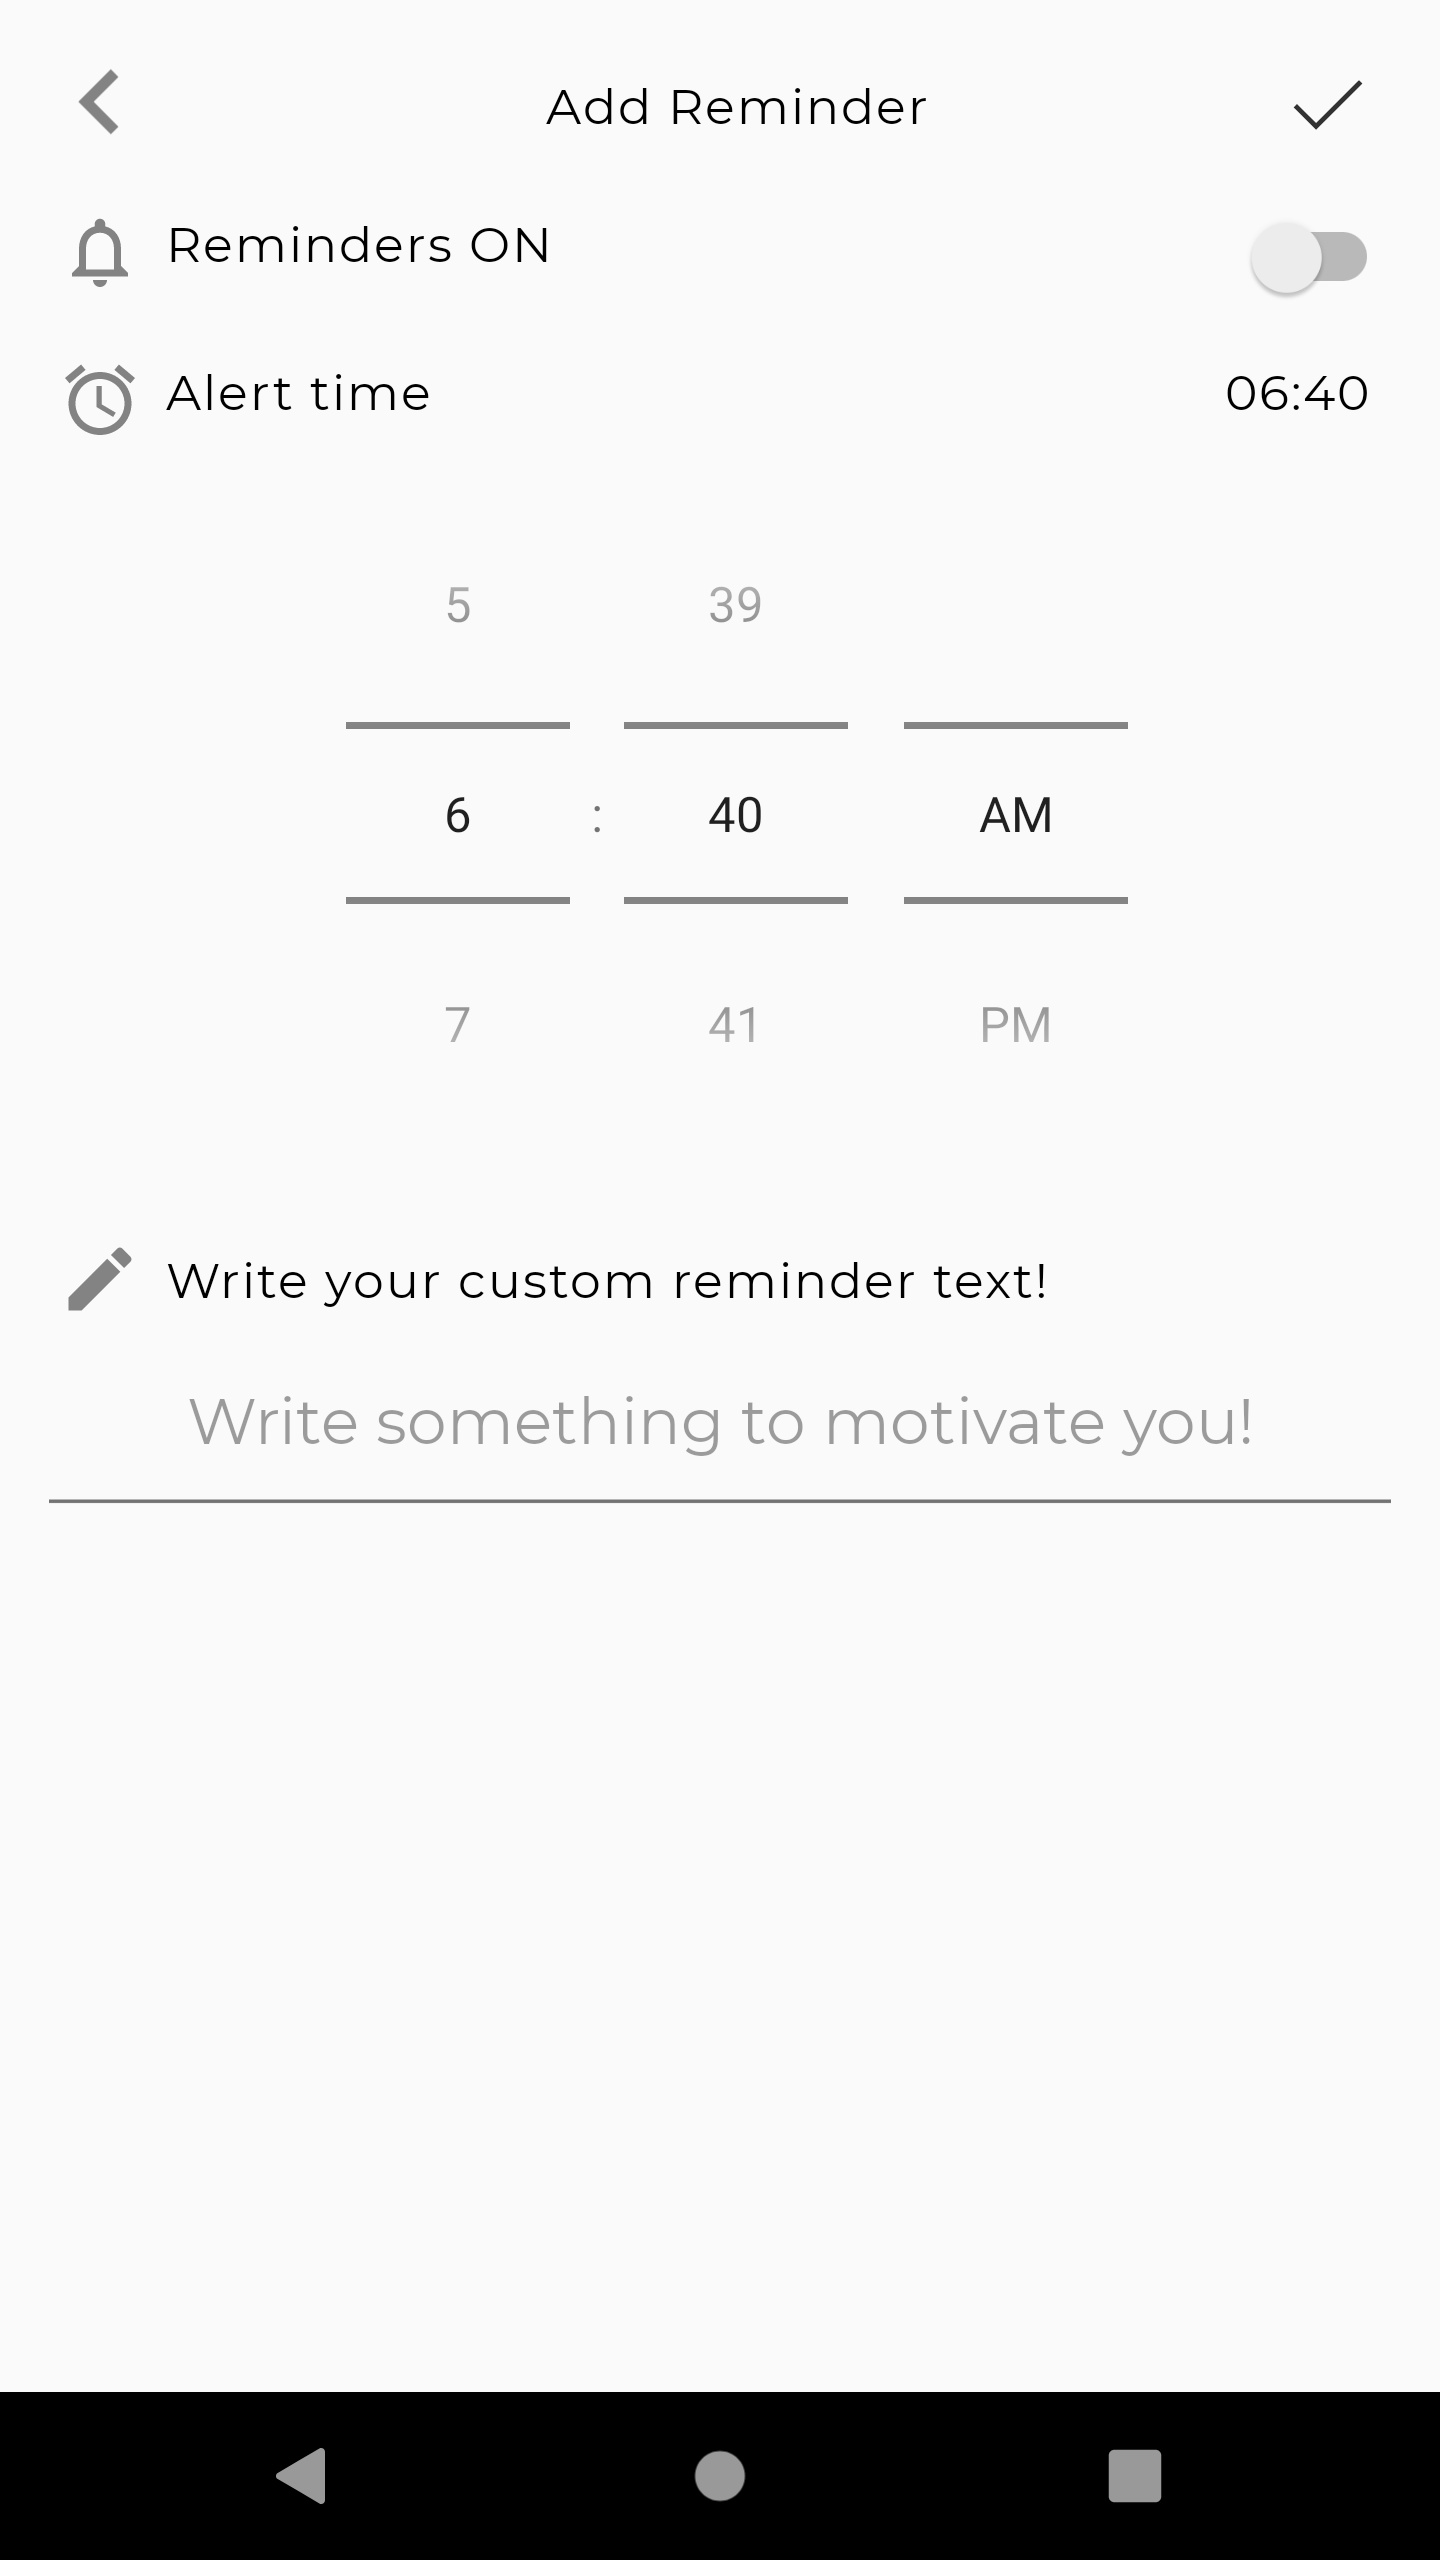 Add Reminder
Reminders ON
Alert time 06:40
5 39
6 : 40 AM
7 41 PM
Write your custom reminder text!
Write something to motivate you!